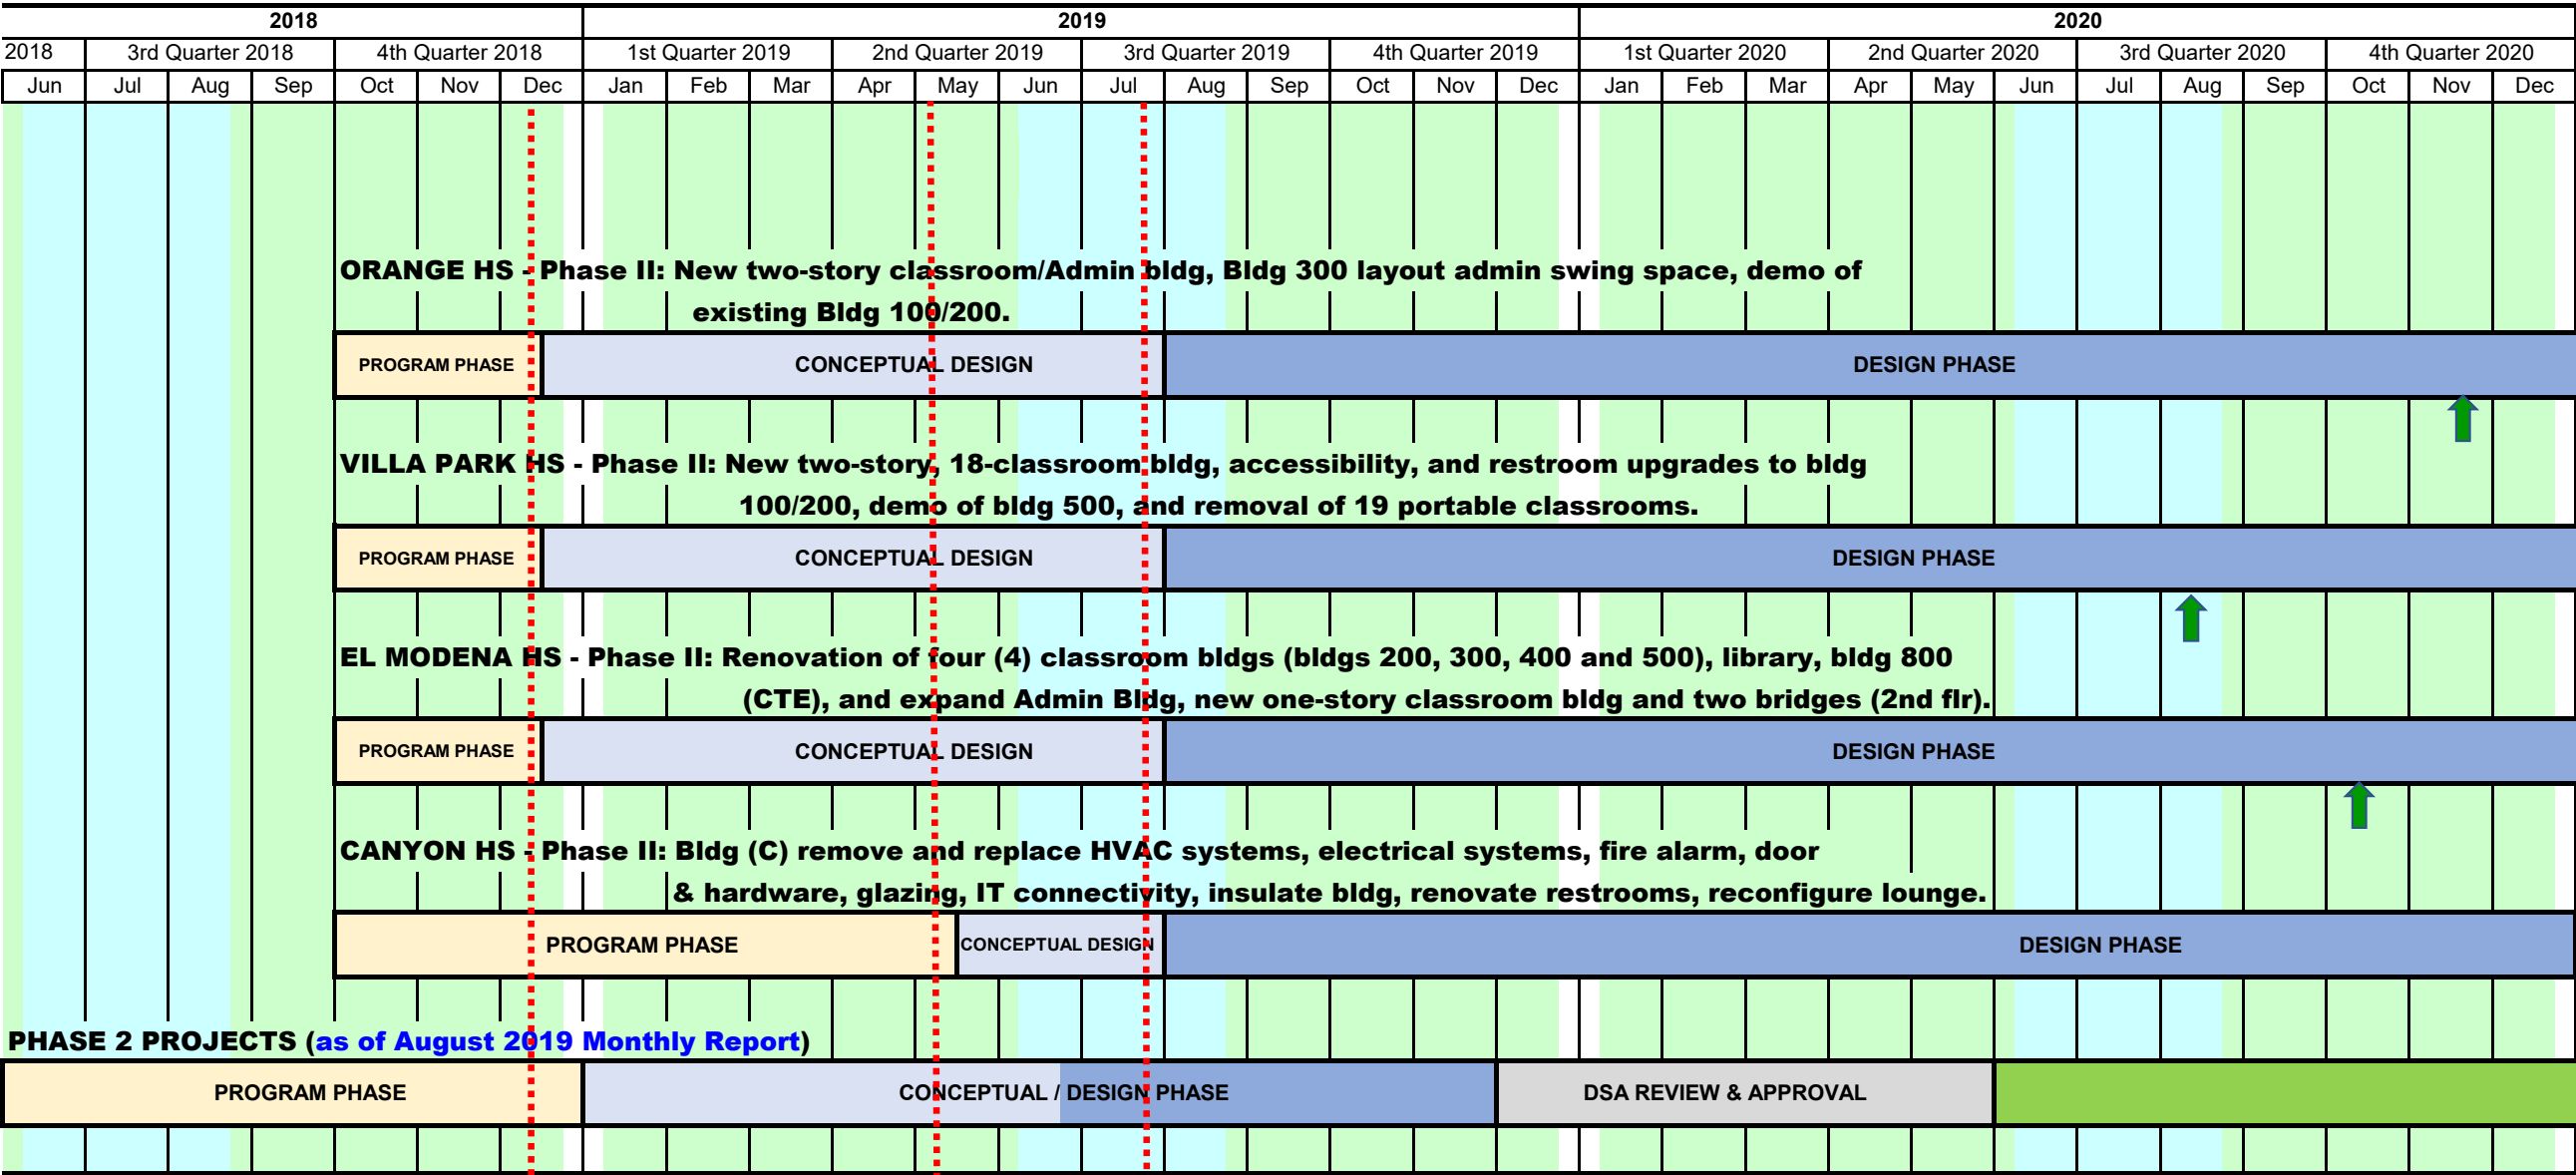 2018 2019 2020
2018 3rd Quarter 2018 4th Quarter 2018 1st Quarter 2019 2nd Quarter 2019 3rd Quarter 2019 4th Quarter 2019 1st Quarter 2020 2nd Quarter 2020 3rd Quarter 2020 4th Quarter 2020
Jun Jul Aug Sep Oct Nov Dec Jan Feb Mar Apr May Jun Jul Aug Sep Oct Nov Dec Jan Feb Mar Apr May Jun Jul Aug Sep Oct Nov Dec
ORANGE HS - Phase II: New two-story classroom/Admin bldg, Bldg 300 layout admin swing space, demo of
existing Bldg 100/200.
PROGRAM PHASE CONCEPTUAL DESIGN DESIGN PHASE
VILLA PARK HS - Phase II: New two-story, 18-classroom bldg, accessibility, and restroom upgrades to bldg
100/200, demo of bldg 500, and removal of 19 portable classrooms.
PROGRAM PHASE CONCEPTUAL DESIGN DESIGN PHASE
EL MODENA HS - Phase II: Renovation of four (4) classroom bldgs (bldgs 200, 300, 400 and 500), library, bldg 800
(CTE), and expand Admin Bldg, new one-story classroom bldg and two bridges (2nd flr).
PROGRAM PHASE CONCEPTUAL DESIGN DESIGN PHASE
CANYON HS - Phase II: Bldg (C) remove and replace HVAC systems, electrical systems, fire alarm, door
& hardware, glazing, IT connectivity, insulate bldg, renovate restrooms, reconfigure lounge.
PROGRAM PHASE CONCEPTUAL DESIGN DESIGN PHASE
PHASE 2 PROJECTS (as of August 2019 Monthly Report)
PROGRAM PHASE CONCEPTUAL / DESIGN PHASE DSA REVIEW & APPROVAL